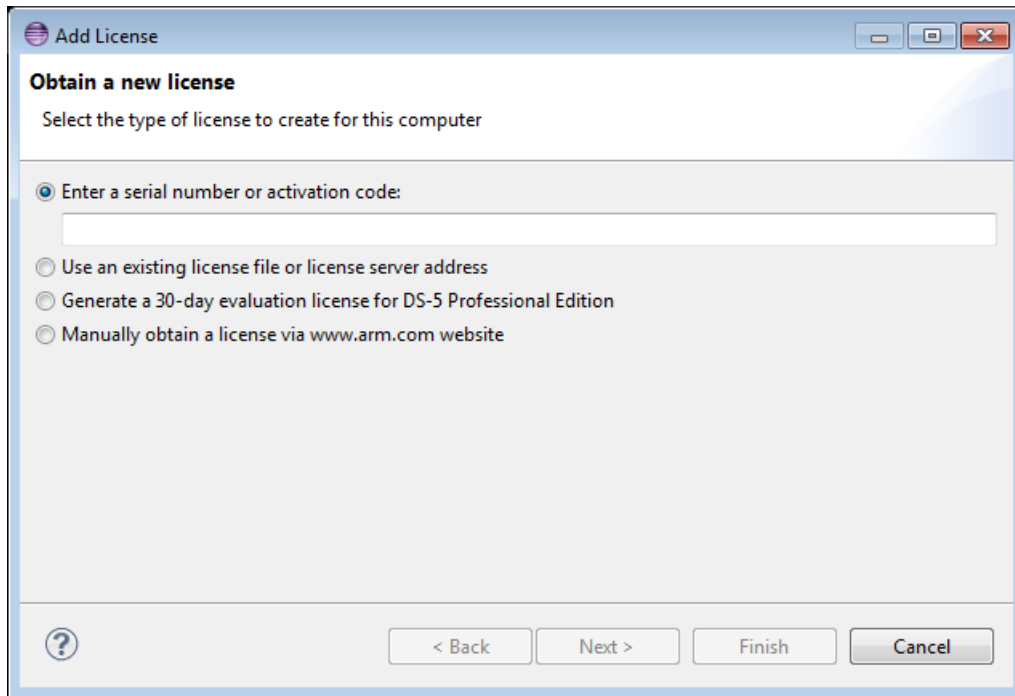 Add License
Obtain a new license
Select the type of license to create for this computer
Enter a serial number or activation code:
Use an existing license file or license server address
Generate a 30-day evaluation license for DS-5 Professional Edition
Manually obtain a license via www.arm.com website
?
< Back
Next >
Finish
Cancel